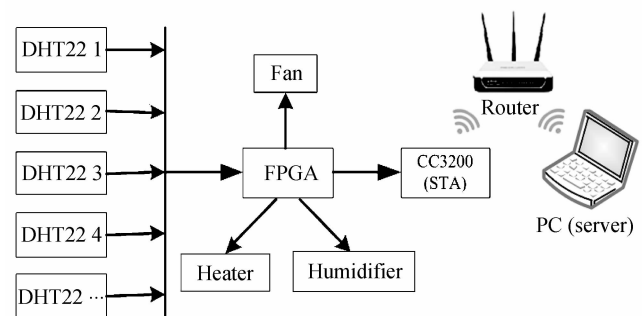 DHT22 1
DHT22 2
DHT22 3
DHT22 4
DHT22 ···
Fan
FPGA
Heater
Humidifier
CC3200
(STA)
Router
PC (server)